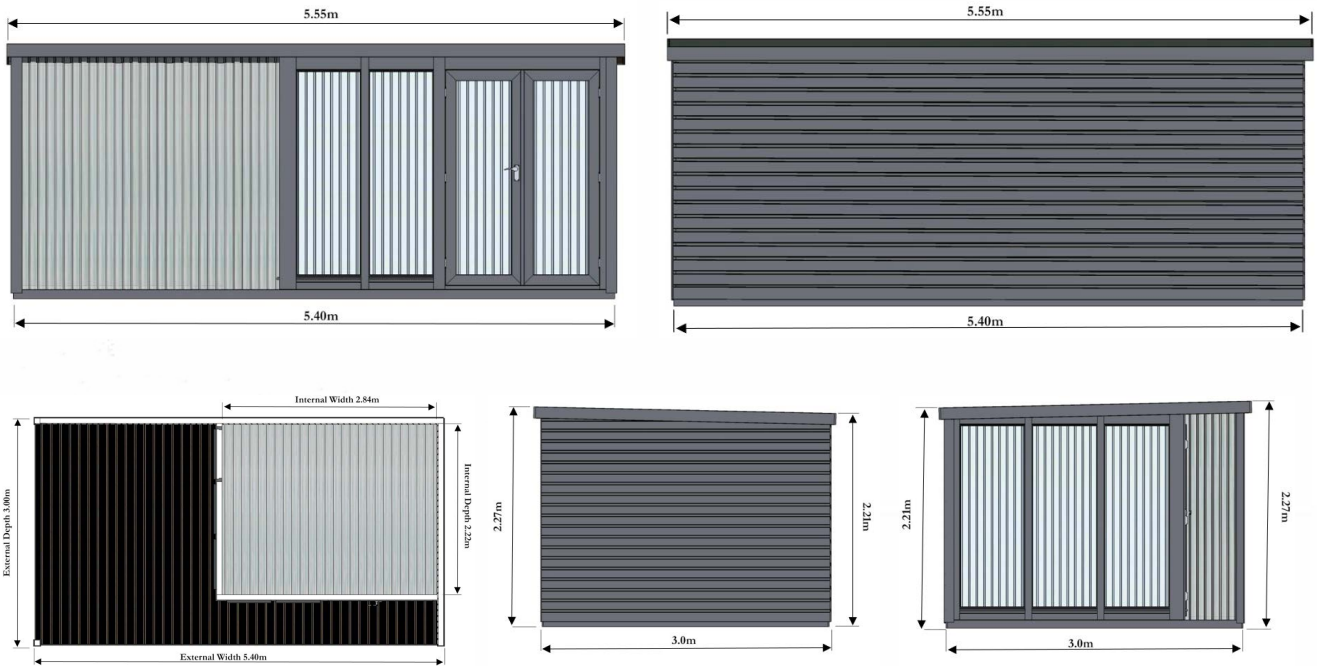 5.55m
5.55m
5.40m
5.40m
Internal Width 2.84m
External Depth 3.00m
Internal Depth 2.22m
External Width 5.40m
2.27m
2.21m
3.0m
2.21m
2.27m
3.0m